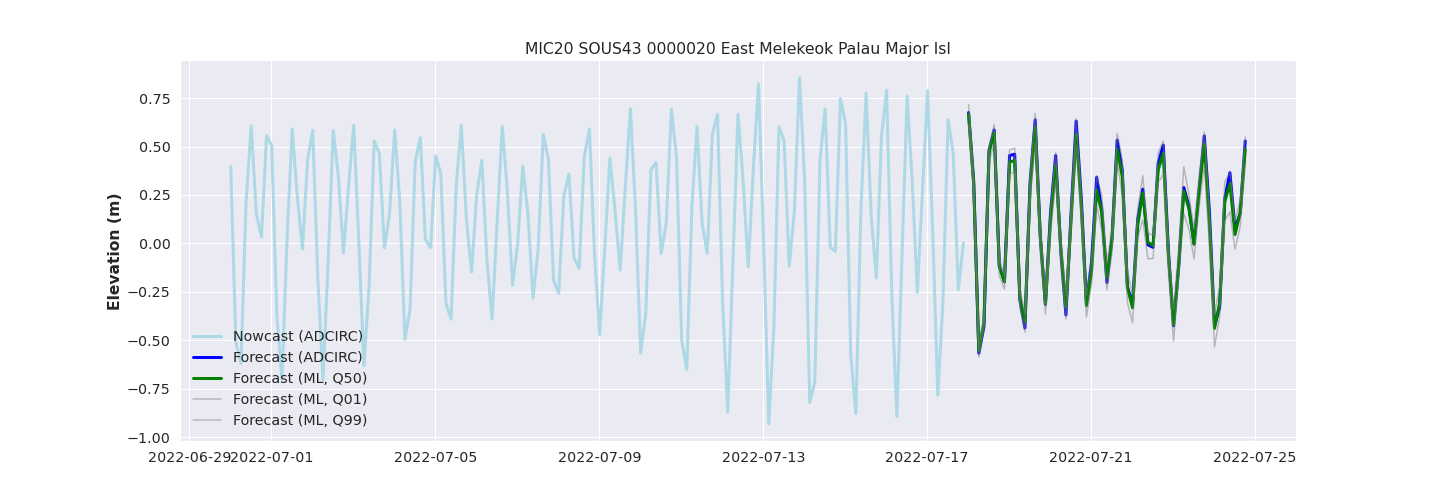 MIC20 SOUS43 0000020 East Melekeok Palau Major Isl
Elevation (m)
0.75
0.50
0.25
0.00
−0.25
−0.50
−0.75
−1.00
Nowcast (ADCIRC)
Forecast (ADCIRC)
Forecast (ML, Q50)
Forecast (ML, Q01)
Forecast (ML, Q99)
2022-06-29 2022-07-01 2022-07-05 2022-07-09 2022-07-13 2022-07-17 2022-07-21 2022-07-25